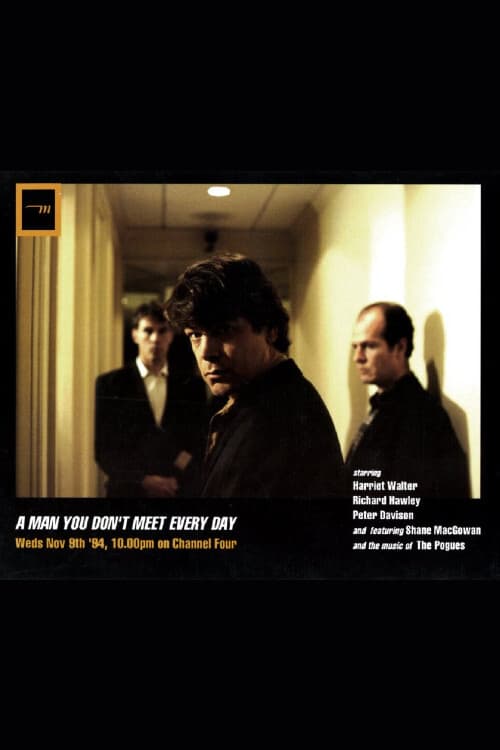 m
A MAN YOU DON'T MEET EVERY DAY
Weds Nov 9th '94, 10.00pm on Channel Four
starring
Harriet Walter
Richard Hawley
Peter Davison
and featuring Shane MacGowan
and the music of The Pogues